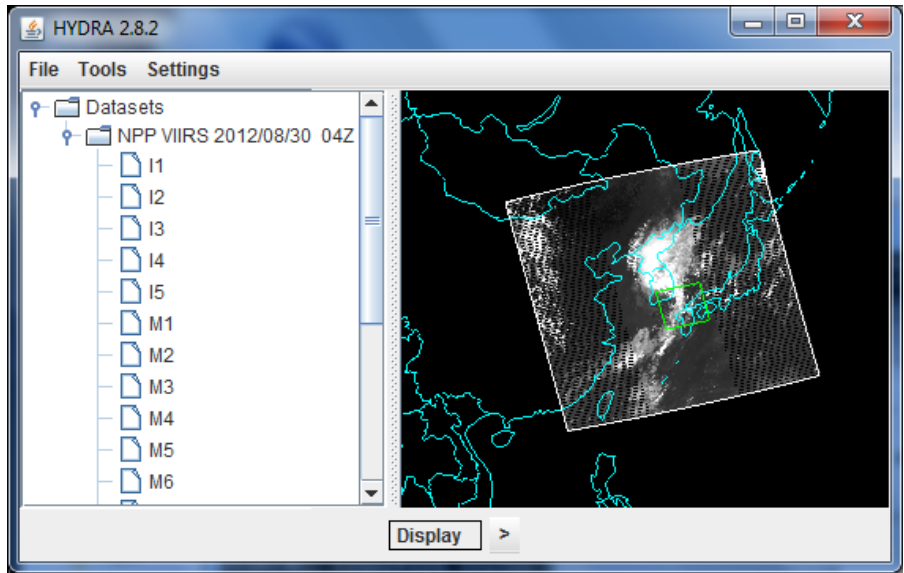 HYDRA 2.8.2
File Tools Settings
Datasets
NPP VIIRS 2012/08/30 04Z
I1
I2
I3
I4
I5
M1
M2
M3
M4
M5
M6
Display >